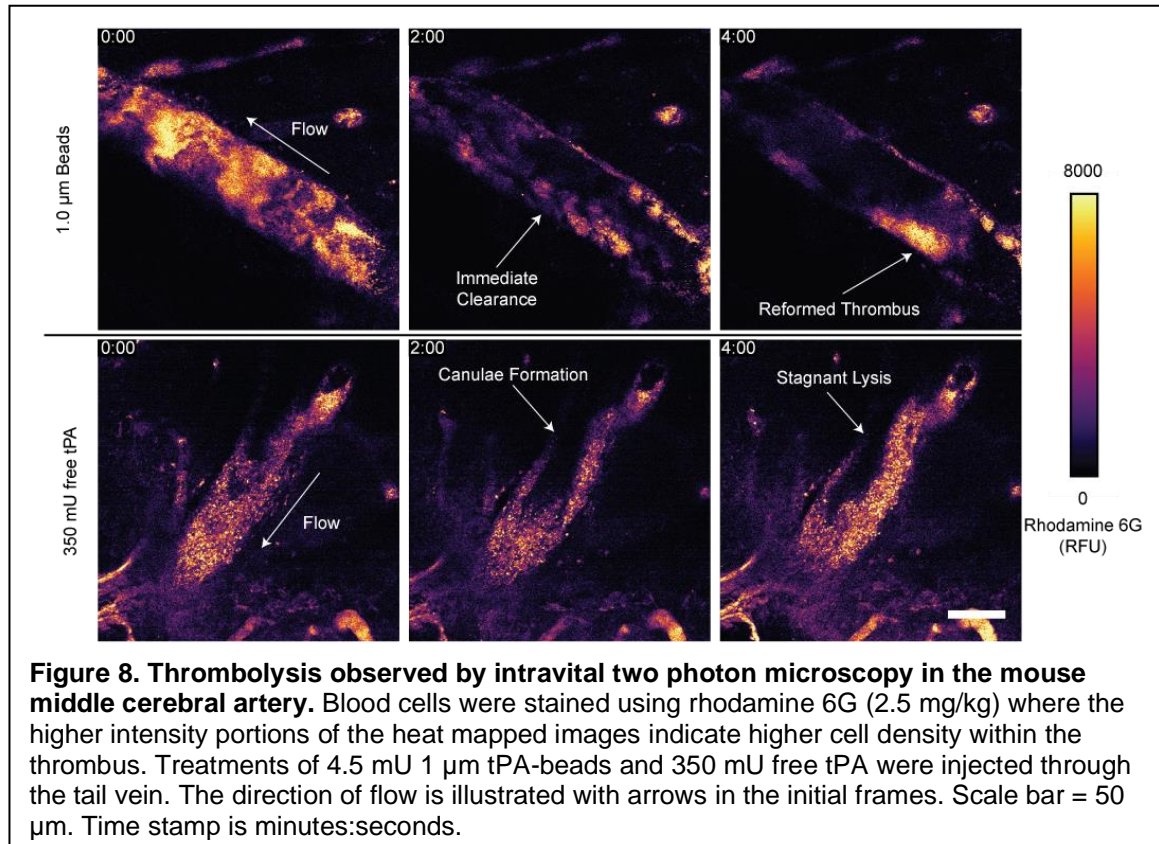 0:00
2:00
4:00
1.0 µm Beads
Flow
Immediate
Clearance
Reformed Thrombus
8000
0
Rhodamine 6G
(RFU)
0:00
2:00
4:00
350 mU free tPA
Flow
Canulae Formation
Stagnant Lysis
Figure 8. Thrombolysis observed by intravital two photon microscopy in the mouse
middle cerebral artery. Blood cells were stained using rhodamine 6G (2.5 mg/kg) where the
higher intensity portions of the heat mapped images indicate higher cell density within the
thrombus. Treatments of 4.5 mU 1 µm tPA-beads and 350 mU free tPA were injected through
the tail vein. The direction of flow is illustrated with arrows in the initial frames. Scale bar = 50
µm. Time stamp is minutes:seconds.